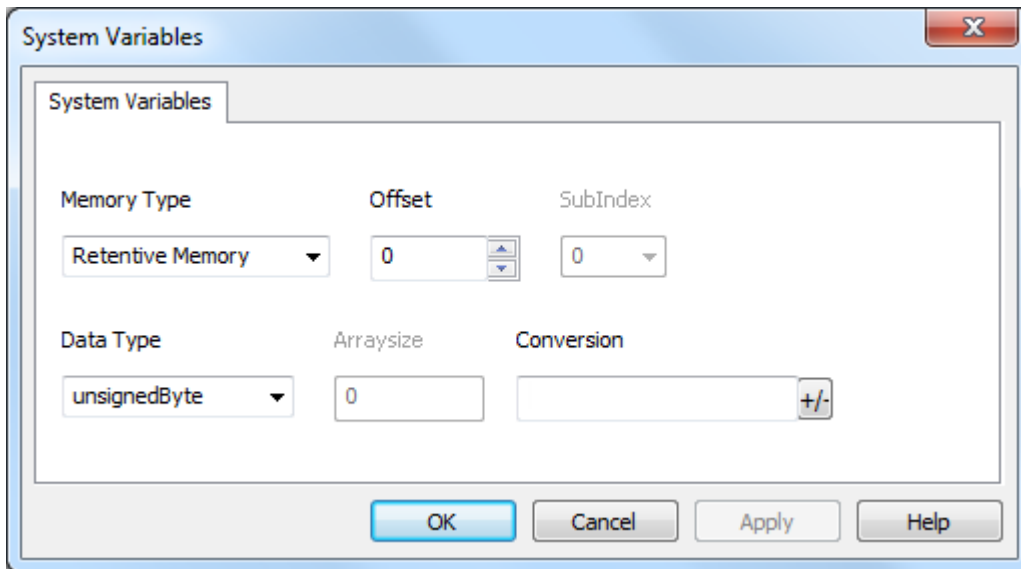 System Variables
System Variables
Memory Type Offset SubIndex
Retentive Memory 0 0
Data Type Arraysize Conversion
unsignedByte 0 +/-
OK Cancel Apply Help